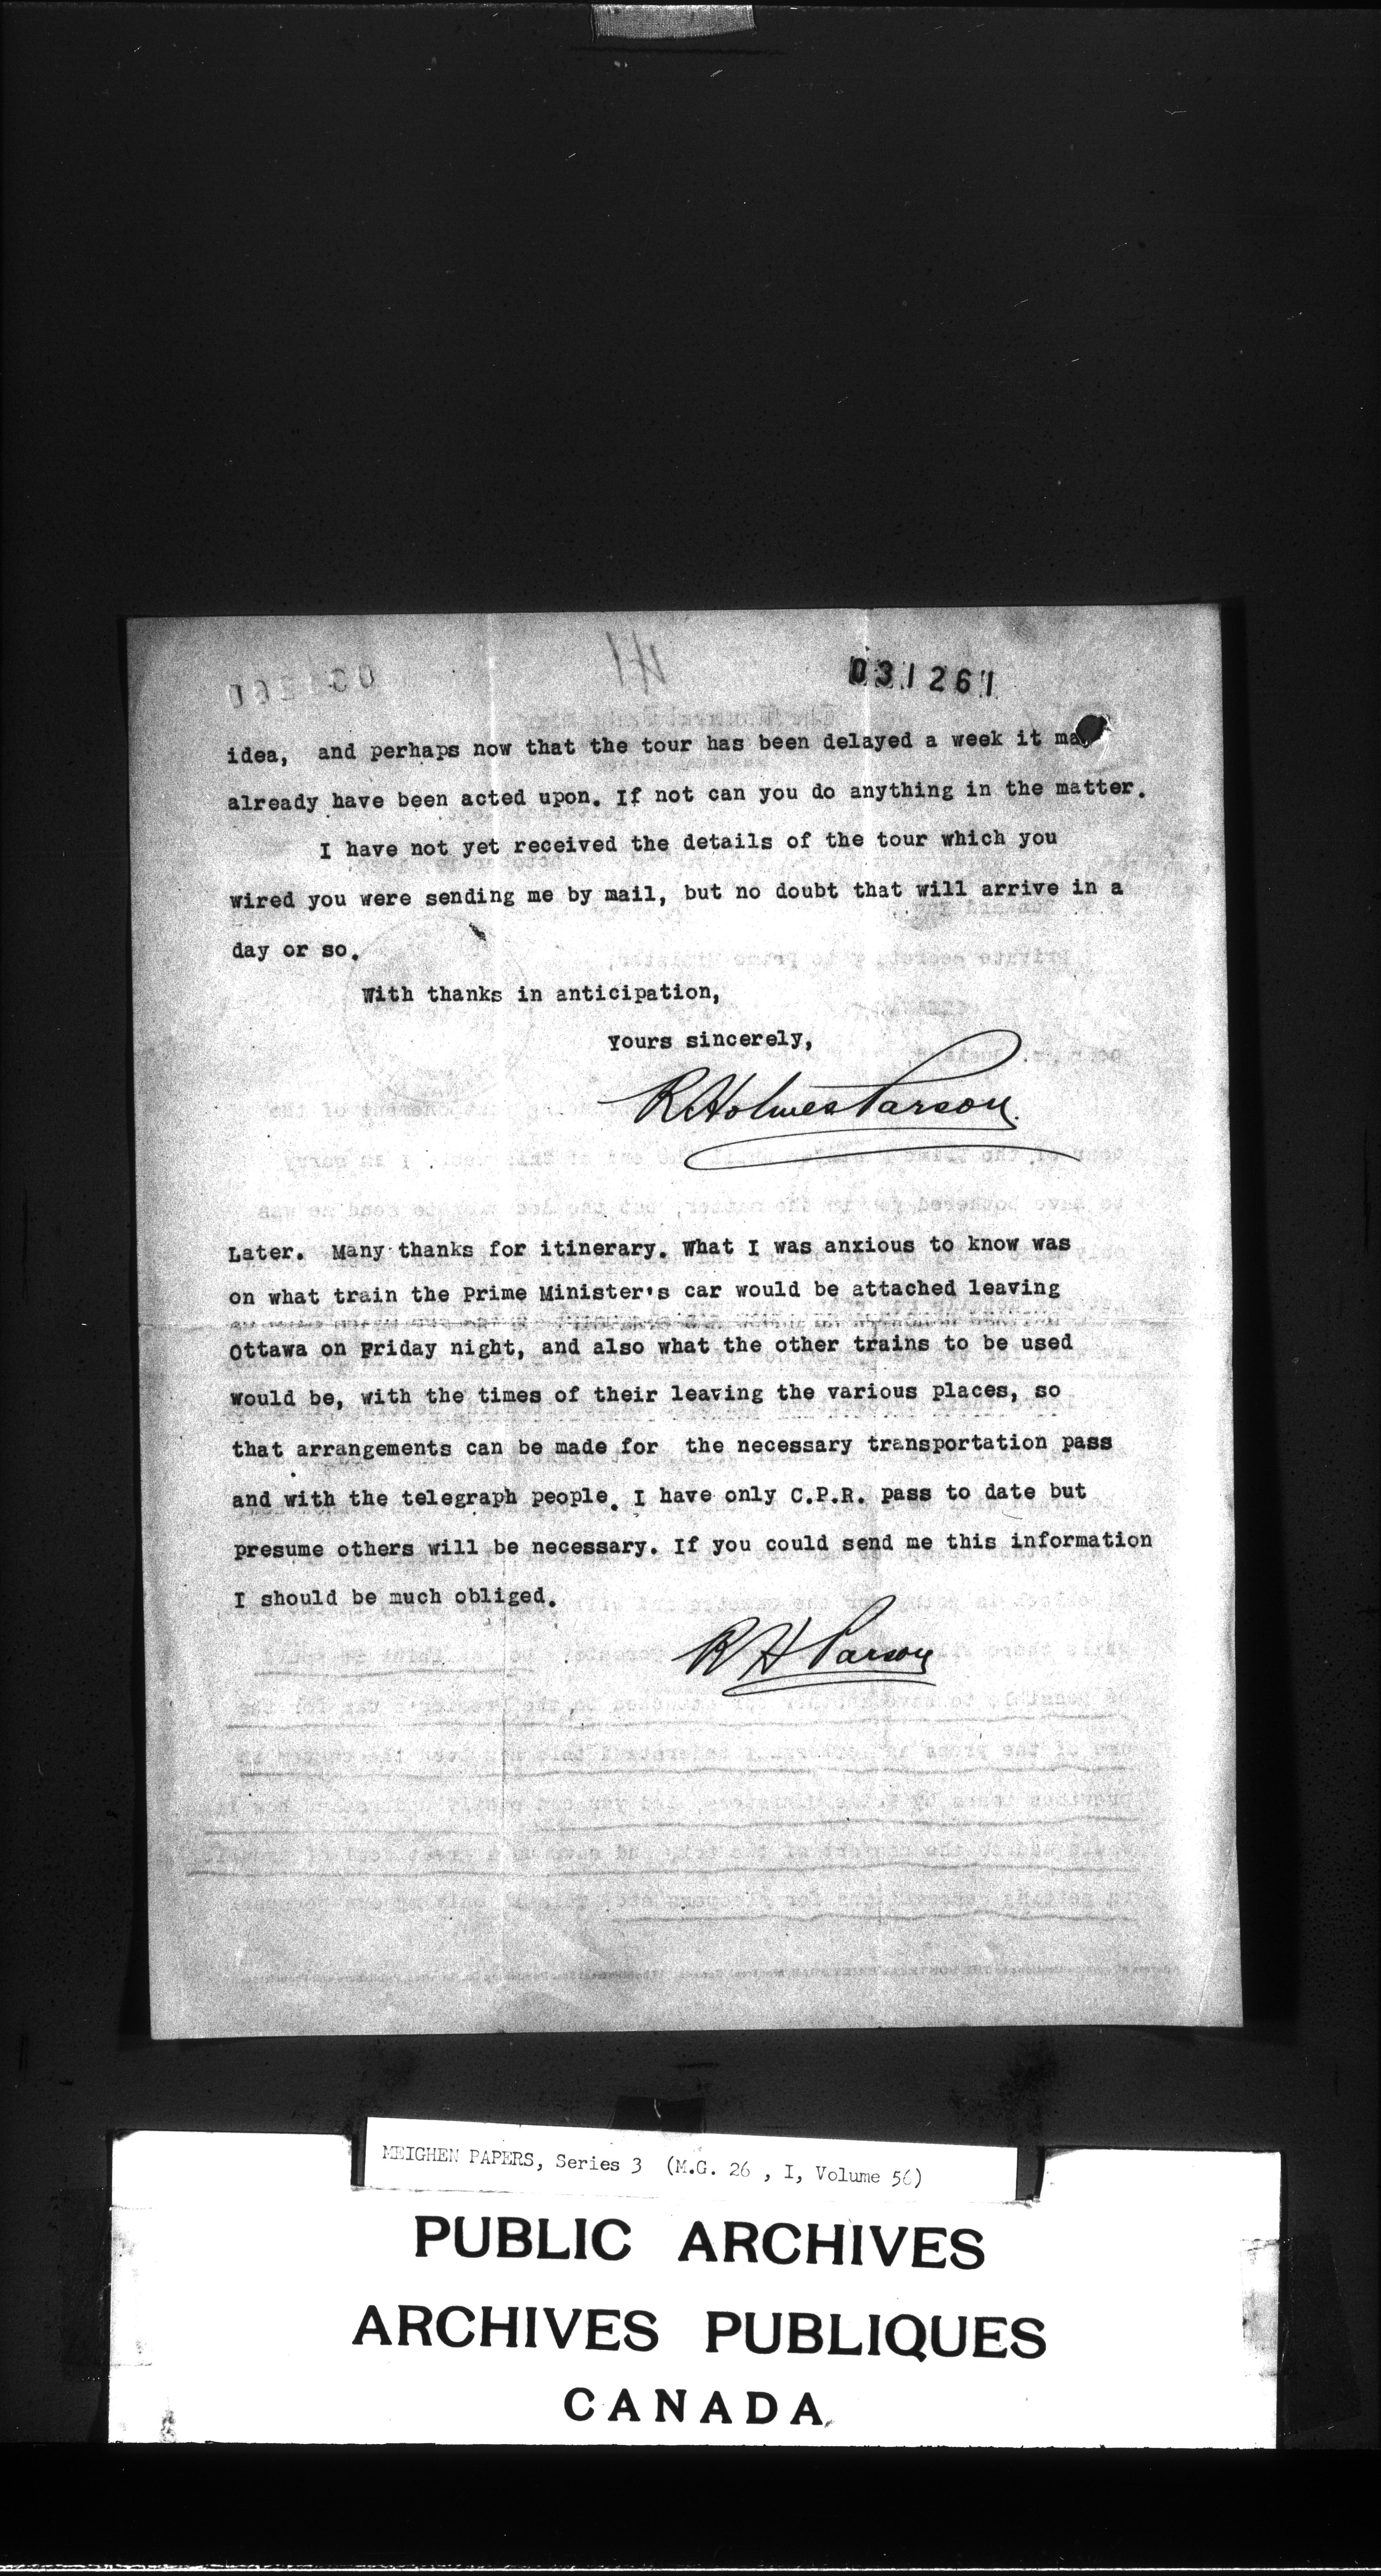 031261
idea, and perhaps now that the tour has been delayed a week it may
already have been acted upon. If not can you do anything in the matter.
I have not yet received the details of the tour which you
wired you were sending me by mail, but no doubt that will arrive in a
day or so.
With thanks in anticipation,
Yours sincerely,
R Holmes Parson.
Later. Many thanks for itinerary. What I was anxious to know was
on what train the Prime Minister's car would be attached leaving
Ottawa on Friday night, and also what the other trains to be used
would be, with the times of their leaving the various places, so
that arrangements can be made for the necessary transportation pass
and with the telegraph people. I have only C.P.R. pass to date but
presume others will be necessary. If you could send me this information
I should be much obliged.
R H Parson
MEIGHEN PAPERS, Series 3 (M.G. 26 , I, Volume 56)
PUBLIC ARCHIVES
ARCHIVES PUBLIQUES
CANADA